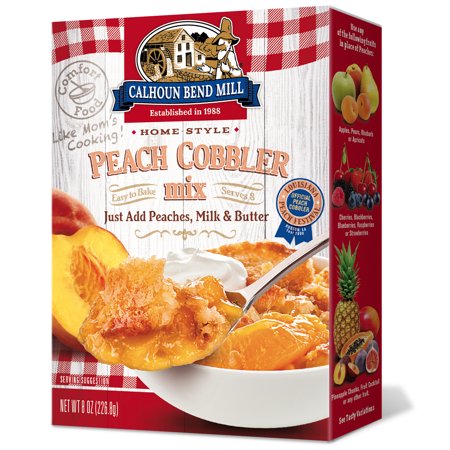 CALHOUN BEND MILL
Established in 1988
Comfort
Food
Like Mom's
Cooking!
HOME STYLE
PEACH COBBLER
mix
Easy to Bake
Serves 8
Just Add Peaches, Milk & Butter
LOUISIANA
OFFICIAL
PEACH
COBBLER
PEACH FESTIVAL
SERVING SUGGESTION
NET WT 8 OZ (226.8g)
Use any
of the following fruits
in place of Peaches:
Apples, Pears, Rhubarb
or Apricots
Cherries, Blackberries,
Blueberries, Raspberries
or Strawberries
Pineapple Chunks, Fruit Cocktail
or any other fruit.
See Tasty Variations